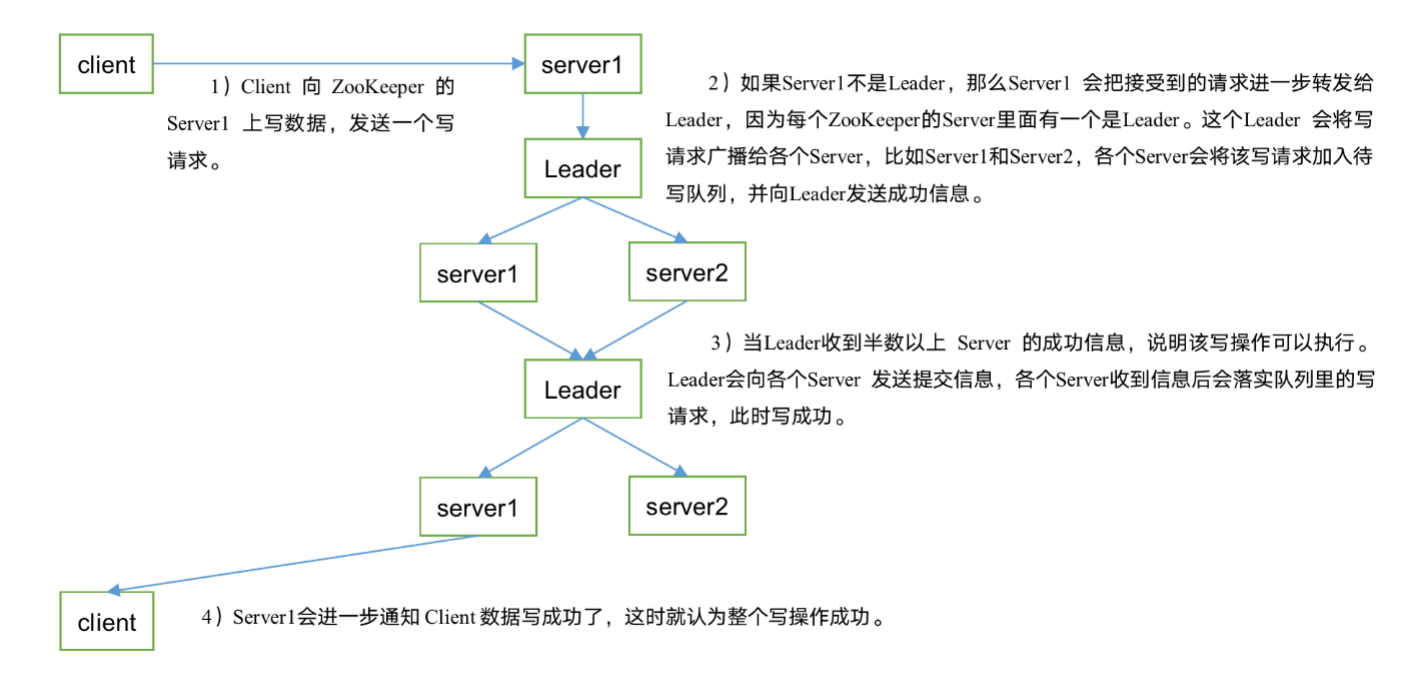 client
server1
1）Client 向 ZooKeeper 的
Server1 上写数据，发送一个写
请求。
2）如果Server1不是Leader，那么Server1 会把接受到的请求进一步转发给
Leader，因为每个ZooKeeper的Server里面有一个是Leader。这个Leader 会将写
请求广播给各个Server，比如Server1和Server2，各个Server会将该写请求加入待
写队列，并向Leader发送成功信息。
Leader
server1
server2
3）当Leader收到半数以上 Server 的成功信息，说明该写操作可以执行。
Leader会向各个Server 发送提交信息，各个Server收到信息后会落实队列里的写
请求，此时写成功。
Leader
server1
server2
client
4）Server1会进一步通知 Client 数据写成功了，这时就认为整个写操作成功。